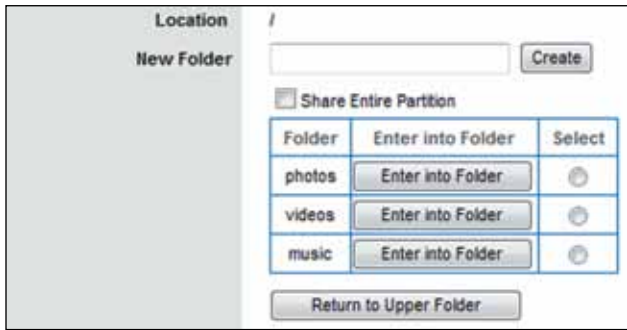 Location /
New Folder Create
Share Entire Partition
Folder Enter into Folder Select
photos Enter into Folder
videos Enter into Folder
music Enter into Folder
Return to Upper Folder